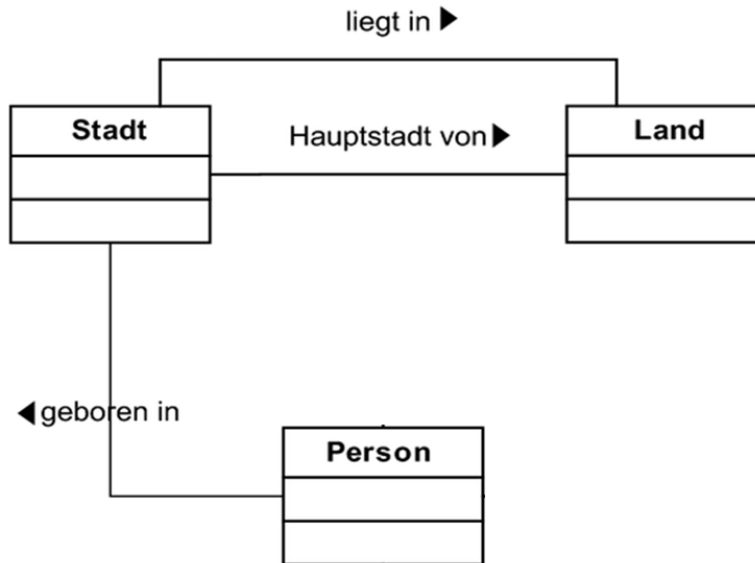 liegt in ▶
Stadt
Hauptstadt von ▶
Land
◀ geboren in
Person